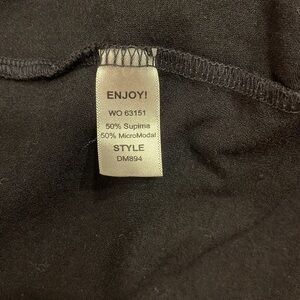 ENJOY!
WO 63151
50% Supima
50% MicroModal
STYLE
DM894